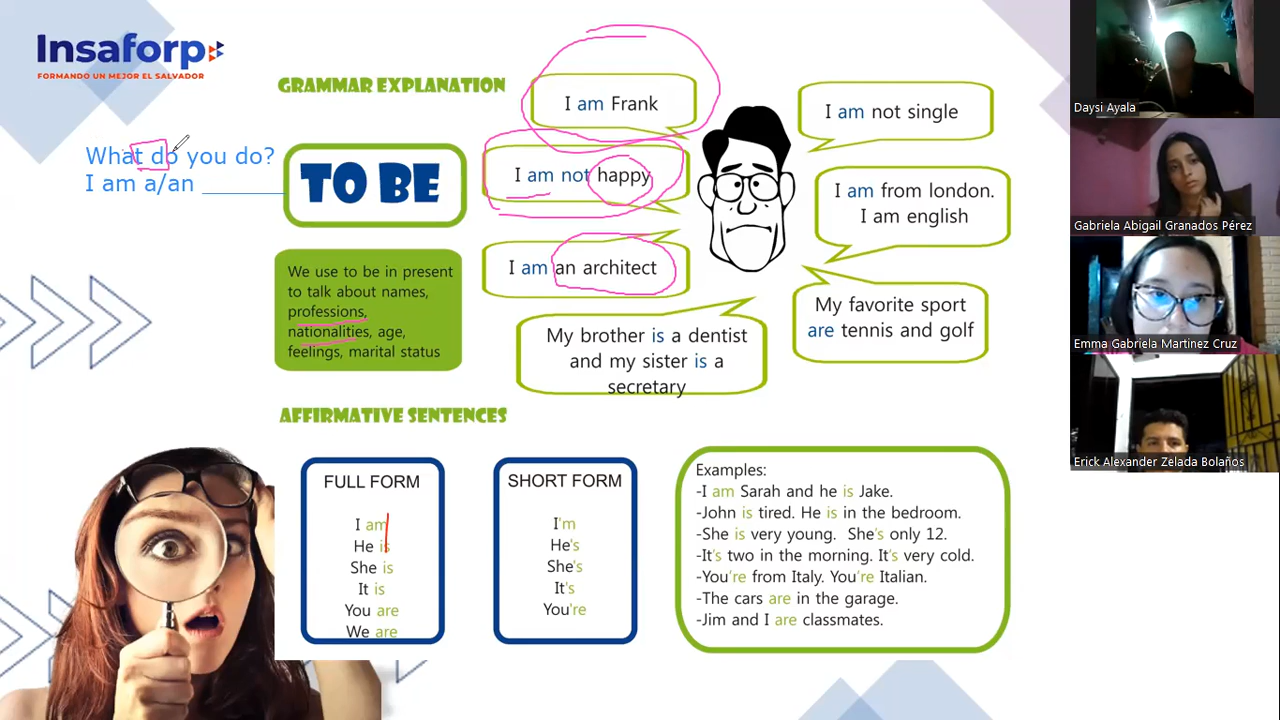 Insaforp
FORMANDO UN MEJOR EL SALVADOR
GRAMMAR EXPLANATION
What do you do?
I am a/an ________
TO BE
We use to be in present
to talk about names,
professions,
nationalities, age,
feelings, marital status
I am Frank
I am not happy
I am an architect
My brother is a dentist
and my sister is a
secretary
I am not single
I am from london.
I am english
My favorite sport
are tennis and golf
AFFIRMATIVE SENTENCES
FULL FORM
I am
He is
She is
It is
You are
We are
SHORT FORM
I'm
He's
She's
It's
You're
Examples:
-I am Sarah and he is Jake.
-John is tired. He is in the bedroom.
-She is very young. She's only 12.
-It's two in the morning. It's very cold.
-You're from Italy. You're Italian.
-The cars are in the garage.
-Jim and I are classmates.
Daysi Ayala
Gabriela Abigail Granados Pérez
Emma Gabriela Martinez Cruz
Erick Alexander Zelada Bolaños